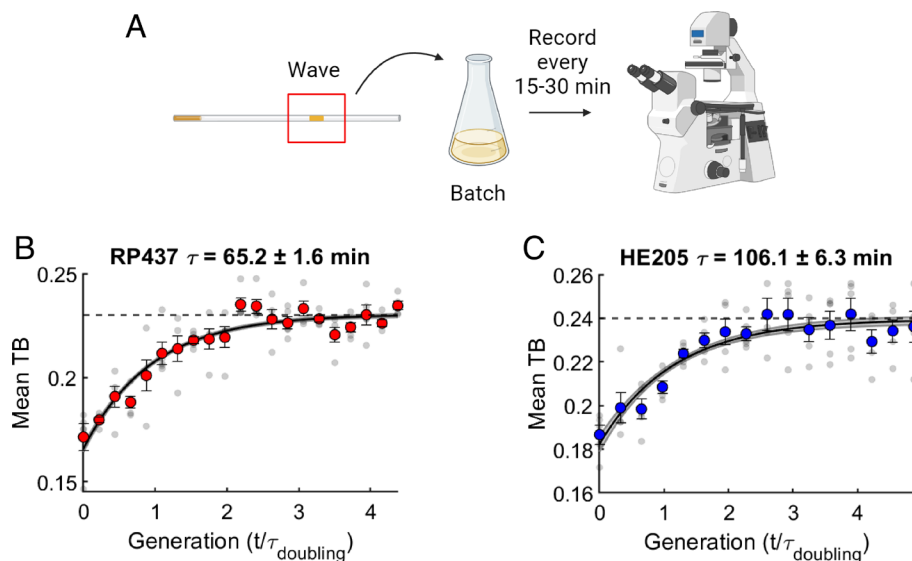 A
Wave
Batch
Record
every
15-30 min
B
RP437 τ = 65.2 ± 1.6 min
0.25
0.2
0.15
Mean TB
0
1
2
3
4
Generation (t/τ_doubling)
C
HE205 τ = 106.1 ± 6.3 min
0.26
0.24
0.22
0.2
0.18
0.16
Mean TB
0
1
2
3
4
Generation (t/τ_doubling)